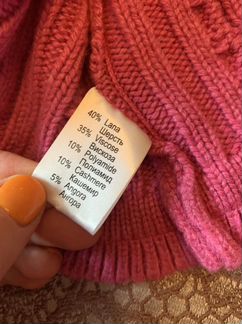 40% Lana
Шерсть
35% Viscose
Вискоза
10% Polyamide
Полиамид
10% Cashmere
Кашемир
5% Angora
Ангора